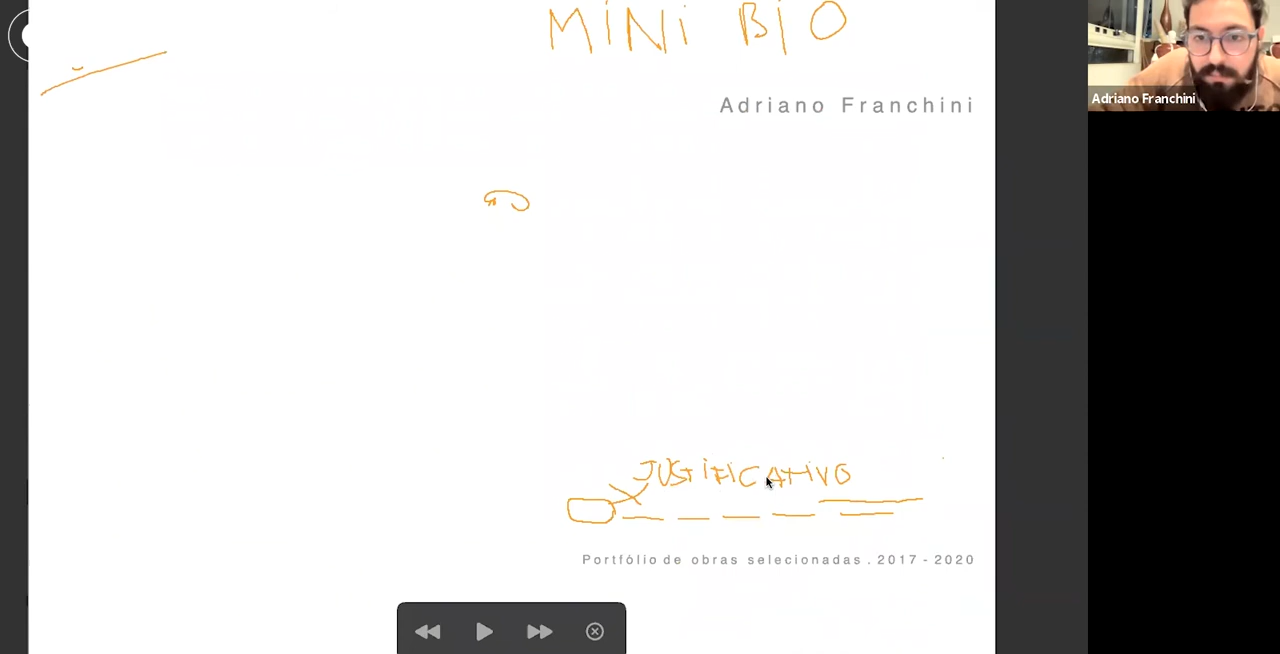 MiNi BIO
Adriano Franchini
Adriano Franchini
JUSTiFiCATiVO
Portfólio de obras selecionadas . 2017 - 2020